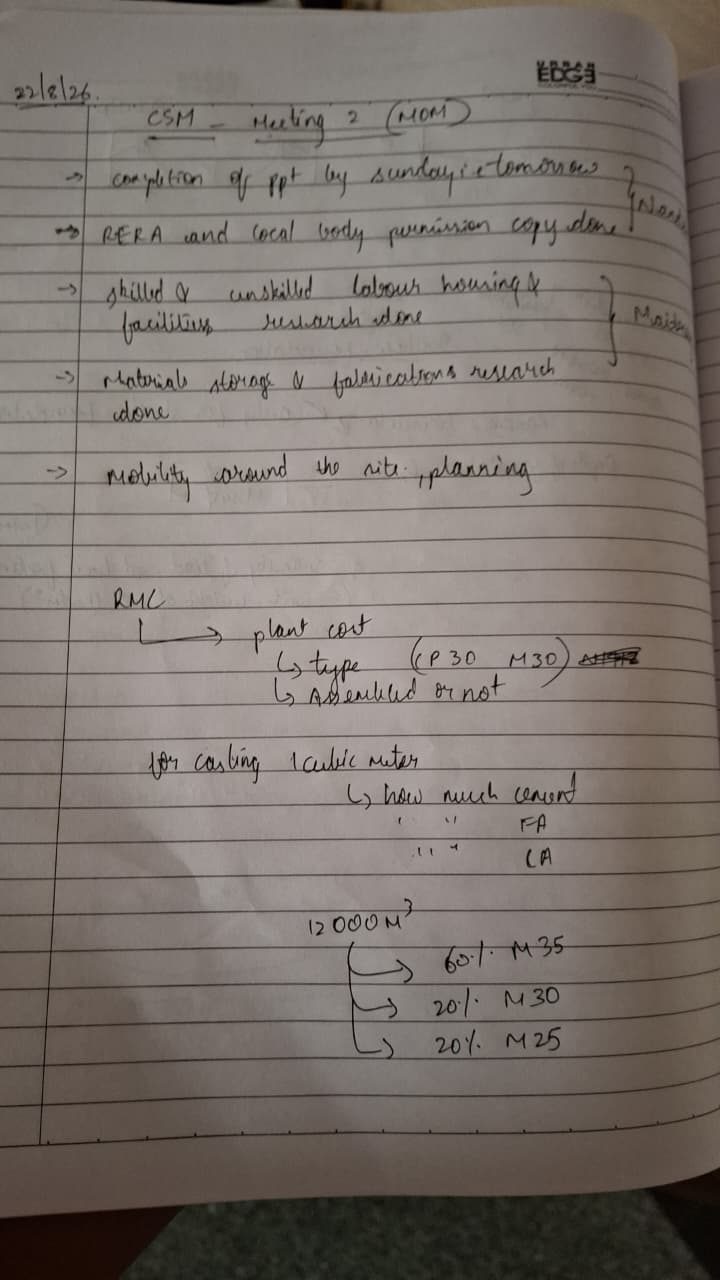 EDGE
22/8/26.
CSM - Meeting 2 (MOM)
→ completion of ppt by sunday i.e tomorrow
→ RERA and local body permission copy done
→ skilled & unskilled labour housing &
facilities research done
→ Materials storage & fabrications research
done
→ Mobility around the site, planning
RMC
↳ plant cost
↳ type (CP 30 M30)
↳ Assembled or not
for casting 1 cubic meter
↳ how much cement
" " FA
" " CA
12000 M³
↳ 60% M35
↳ 20% M30
↳ 20% M25